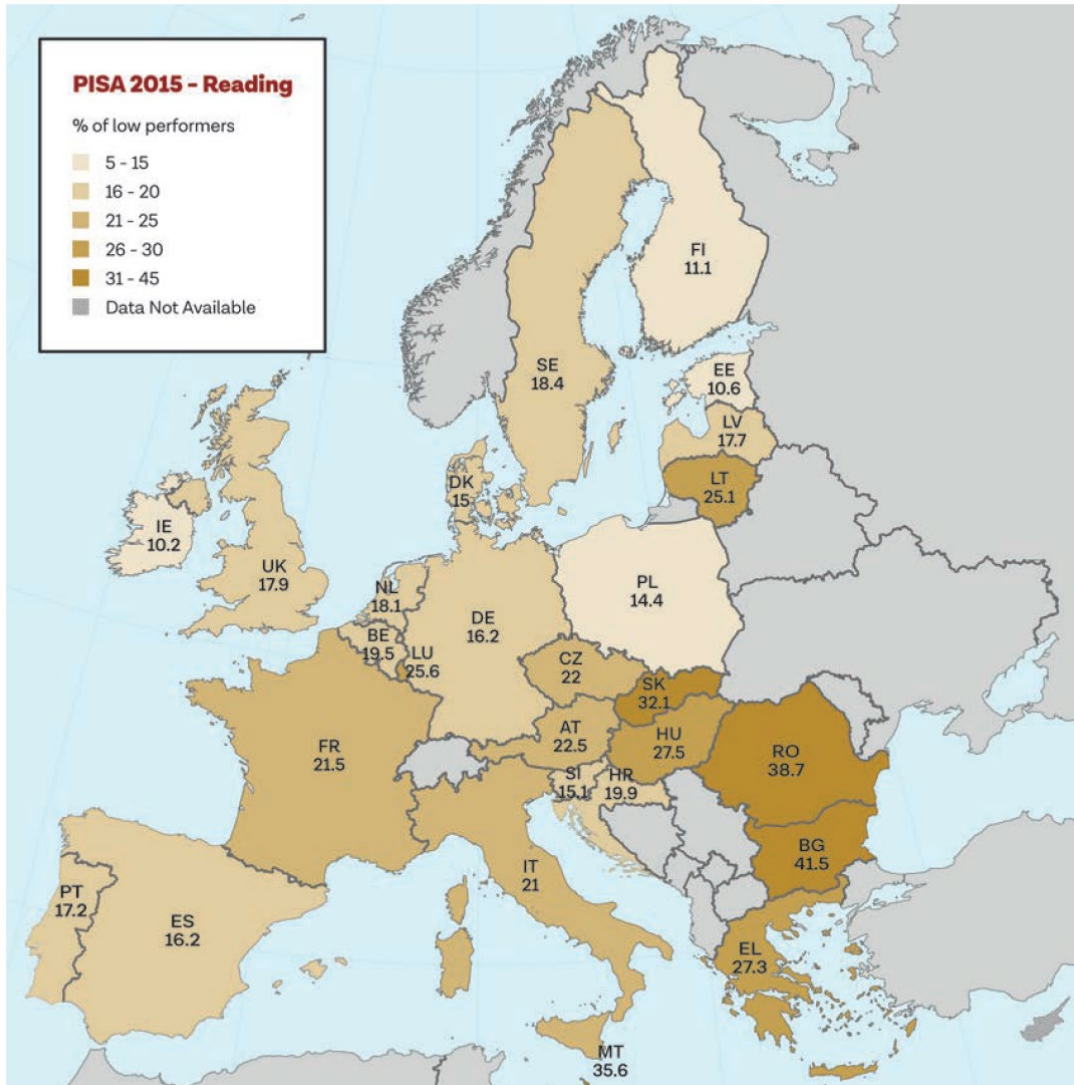 PISA 2015 - Reading
% of low performers
5 - 15
16 - 20
21 - 25
26 - 30
31 - 45
Data Not Available
FI
11.1
SE
18.4
EE
10.6
LV
17.7
LT
25.1
DK
15
IE
10.2
UK
17.9
NL
18.1
BE
19.5
LU
25.6
DE
16.2
PL
14.4
CZ
22
SK
32.1
AT
22.5
HU
27.5
FR
21.5
SI
15.1
HR
19.9
RO
38.7
BG
41.5
IT
21
PT
17.2
ES
16.2
EL
27.3
MT
35.6